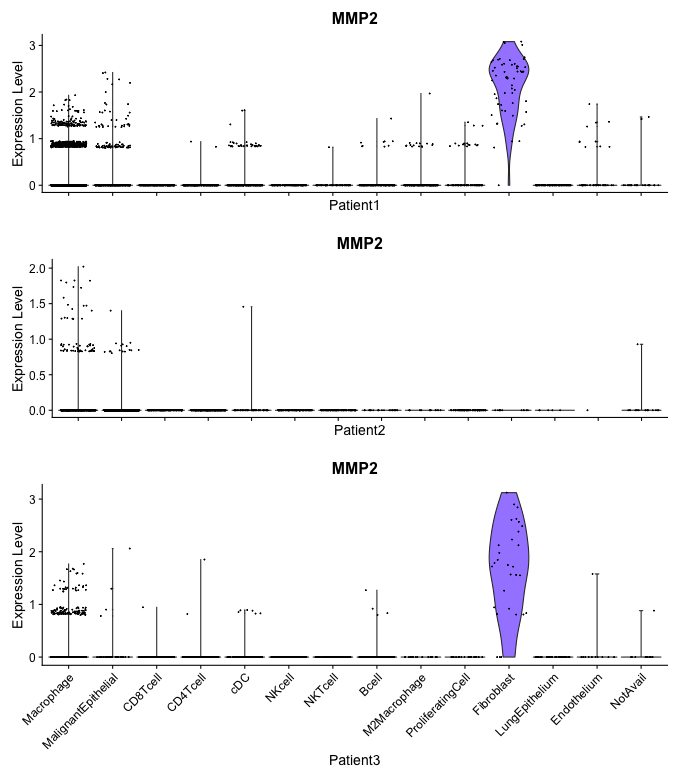 MMP2
Expression Level
3
2
1
0
Patient1
MMP2
Expression Level
2.0
1.5
1.0
0.5
0.0
Patient2
MMP2
Expression Level
3
2
1
0
Macrophage
MalignantEpithelial
CD8Tcell
CD4Tcell
cDC
NKcell
NKTcell
Bcell
M2Macrophage
ProliferatingCell
Fibroblast
LungEpithelium
Endothelium
NotAvail
Patient3